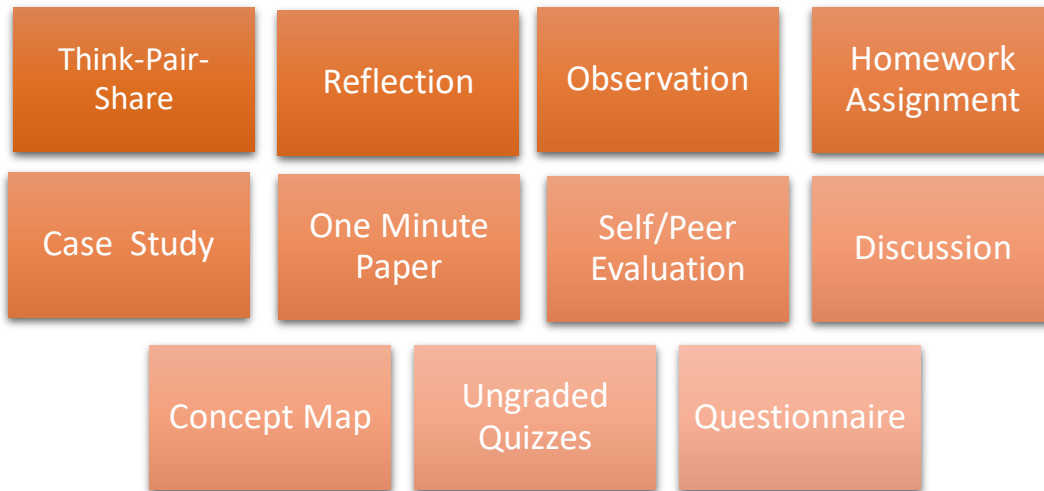 Think-Pair-
Share
Reflection
Observation
Homework
Assignment
Case Study
One Minute
Paper
Self/Peer
Evaluation
Discussion
Concept Map
Ungraded
Quizzes
Questionnaire